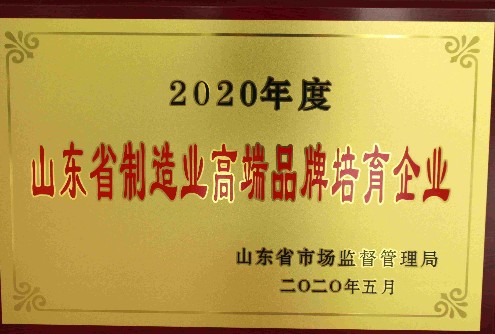 2020年度
山东省制造业高端品牌培育企业
山东省市场监督管理局
二〇二〇年五月